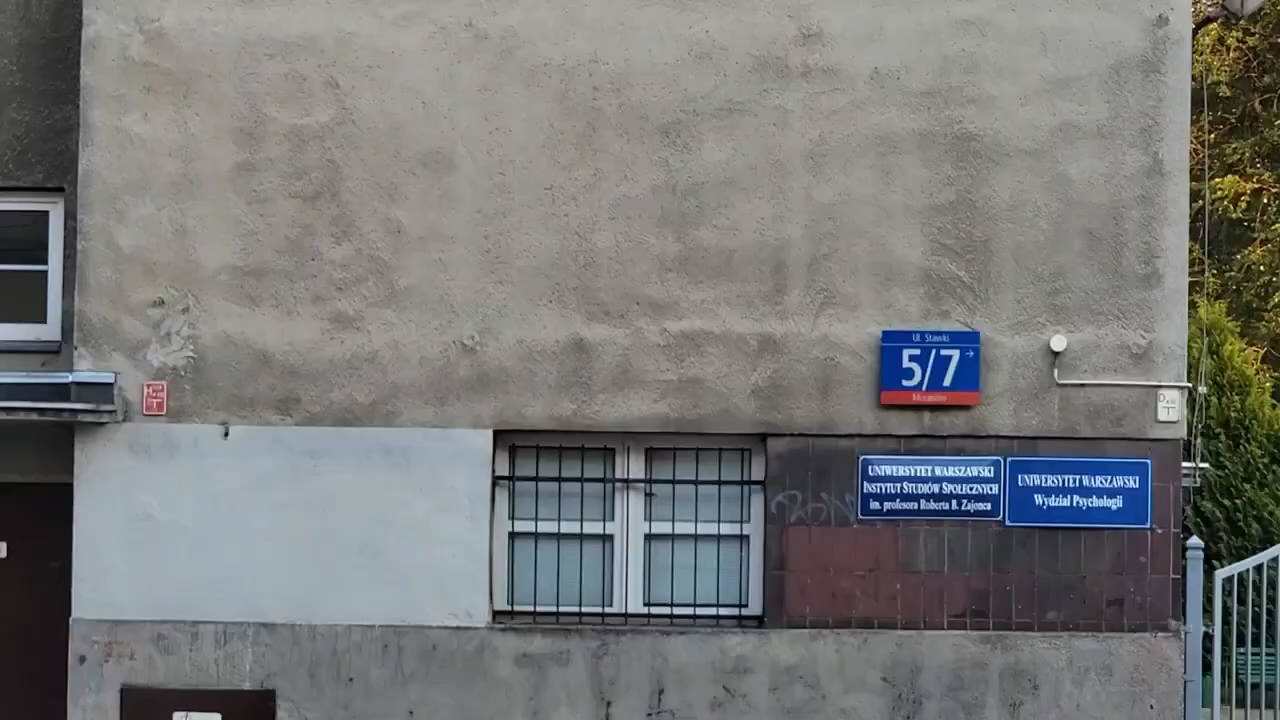 Ul. Stawki
5/7 →
Muranów
UNIWERSYTET WARSZAWSKI
INSTYTUT STUDIÓW SPOŁECZNYCH
im. profesora Roberta B. Zajonca
UNIWERSYTET WARSZAWSKI
Wydział Psychologii
H
D